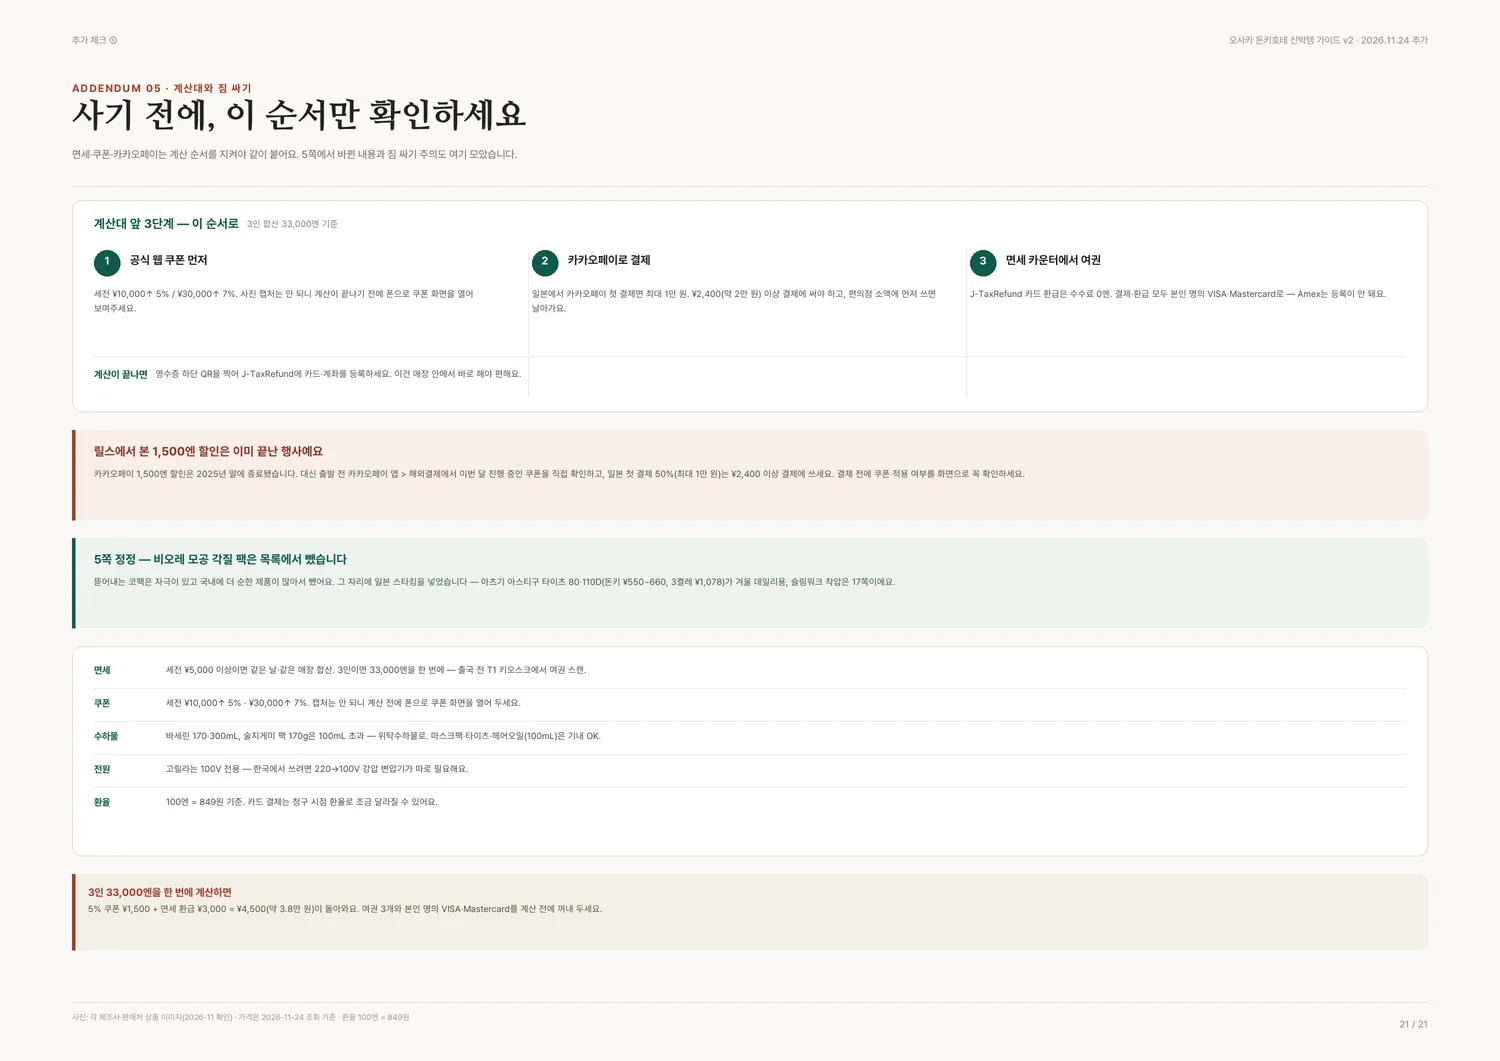 추가 체크 ⑤
오사카 돈키호테 신박템 가이드 v2 · 2026.11.24 추가
ADDENDUM 05 · 계산대와 짐 싸기
사기 전에, 이 순서만 확인하세요
면세·쿠폰·카카오페이는 계산 순서를 지켜야 같이 붙어요. 5쪽에서 바뀐 내용과 짐 싸기 주의도 여기 모았습니다.
계산대 앞 3단계 — 이 순서로 3인 합산 33,000엔 기준
1 공식 웹 쿠폰 먼저
세전 ¥10,000↑ 5% / ¥30,000↑ 7%. 사진 캡처는 안 되니 계산이 끝나기 전에 폰으로 쿠폰 화면을 열어
보여주세요.
2 카카오페이로 결제
일본에서 카카오페이 첫 결제면 최대 1만 원. ¥2,400(약 2만 원) 이상 결제에 써야 하고, 편의점 소액에 먼저 쓰면
날아가요.
3 면세 카운터에서 여권
J-TaxRefund 카드 환급은 수수료 0엔. 결제·환급 모두 본인 명의 VISA·Mastercard로 — Amex는 등록이 안 돼요.
계산이 끝나면 영수증 하단 QR을 찍어 J-TaxRefund에 카드·계좌를 등록하세요. 이건 매장 안에서 바로 해야 편해요.
릴스에서 본 1,500엔 할인은 이미 끝난 행사예요
카카오페이 1,500엔 할인은 2025년 말에 종료됐습니다. 대신 출발 전 카카오페이 앱 > 해외결제에서 이번 달 진행 중인 쿠폰을 직접 확인하고, 일본 첫 결제 50%(최대 1만 원)는 ¥2,400 이상 결제에 쓰세요. 결제 전에 쿠폰 적용 여부를 화면으로 꼭 확인하세요.
5쪽 정정 — 비오레 모공 각질 팩은 목록에서 뺐습니다
뜯어내는 코팩은 자극이 있고 국내에 더 순한 제품이 많아서 뺐어요. 그 자리에 일본 스타킹을 넣었습니다 — 아츠기 아스티구 타이츠 80·110D(돈키 ¥550~660, 3켤레 ¥1,078)가 겨울 데일리용, 슬림워크 착압은 17쪽이에요.
면세 세전 ¥5,000 이상이면 같은 날·같은 매장 합산. 3인이면 33,000엔을 한 번에 — 출국 전 T1 키오스크에서 여권 스캔.
쿠폰 세전 ¥10,000↑ 5% · ¥30,000↑ 7%. 캡처는 안 되니 계산 전에 폰으로 쿠폰 화면을 열어 두세요.
수하물 바세린 170·300mL, 술지게미 팩 170g은 100mL 초과 — 위탁수하물로. 마스크팩·타이츠·헤어오일(100mL)은 기내 OK.
전원 고릴라는 100V 전용 — 한국에서 쓰려면 220→100V 강압 변압기가 따로 필요해요.
환율 100엔 = 849원 기준. 카드 결제는 청구 시점 환율로 조금 달라질 수 있어요.
3인 33,000엔을 한 번에 계산하면
5% 쿠폰 ¥1,500 + 면세 환급 ¥3,000 = ¥4,500(약 3.8만 원)이 돌아와요. 여권 3개와 본인 명의 VISA·Mastercard를 계산 전에 꺼내 두세요.
사진: 각 제조사·판매처 상품 이미지(2026-11 확인) · 가격은 2026-11-24 조회 기준 · 환율 100엔 = 849원
21 / 21